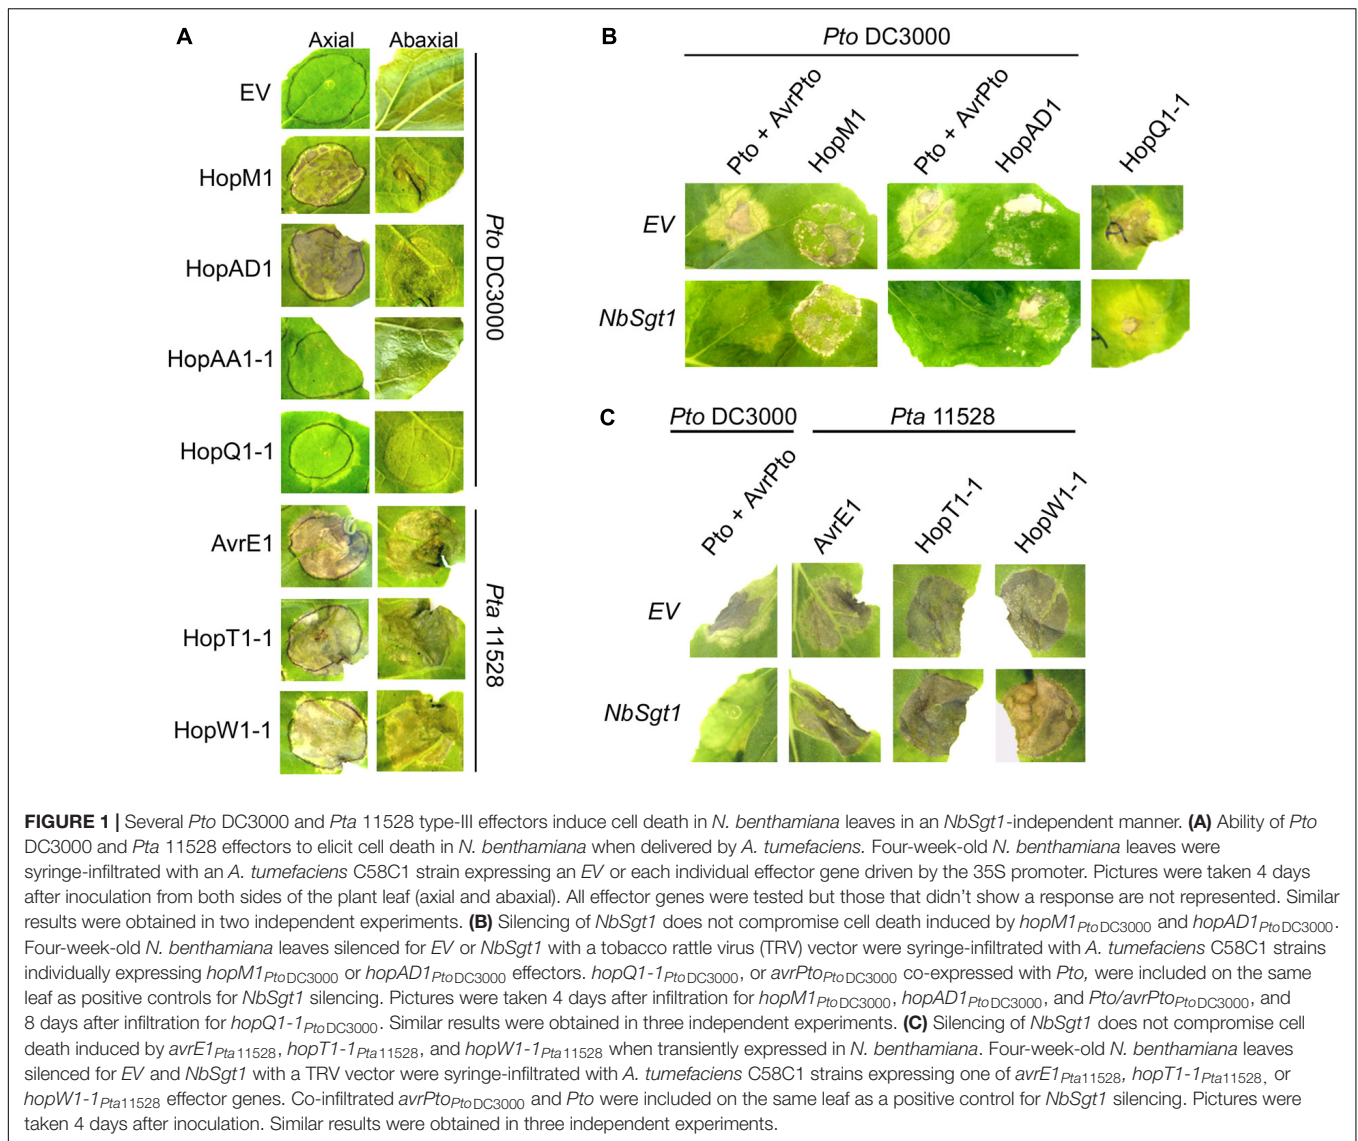 A
Axial Abaxial
EV
HopM1
HopAD1
HopAA1-1
HopQ1-1
AvrE1
HopT1-1
HopW1-1
Pto DC3000
Pta 11528
B
Pto DC3000
Pto + AvrPto
HopM1
Pto + AvrPto
HopAD1
HopQ1-1
EV
NbSgt1
C
Pto DC3000
Pta 11528
Pto + AvrPto
AvrE1
HopT1-1
HopW1-1
EV
NbSgt1
FIGURE 1 | Several Pto DC3000 and Pta 11528 type-III effectors induce cell death in N. benthamiana leaves in an NbSgt1-independent manner. (A) Ability of Pto
DC3000 and Pta 11528 effectors to elicit cell death in N. benthamiana when delivered by A. tumefaciens. Four-week-old N. benthamiana leaves were
syringe-infiltrated with an A. tumefaciens C58C1 strain expressing an EV or each individual effector gene driven by the 35S promoter. Pictures were taken 4 days
after inoculation from both sides of the plant leaf (axial and abaxial). All effector genes were tested but those that didn't show a response are not represented. Similar
results were obtained in two independent experiments. (B) Silencing of NbSgt1 does not compromise cell death induced by hopM1PtoDC3000 and hopAD1PtoDC3000.
Four-week-old N. benthamiana leaves silenced for EV or NbSgt1 with a tobacco rattle virus (TRV) vector were syringe-infiltrated with A. tumefaciens C58C1 strains
individually expressing hopM1PtoDC3000 or hopAD1PtoDC3000 effectors. hopQ1-1PtoDC3000, or avrPtoPtoDC3000 co-expressed with Pto, were included on the same
leaf as positive controls for NbSgt1 silencing. Pictures were taken 4 days after infiltration for hopM1PtoDC3000, hopAD1PtoDC3000, and Pto/avrPtoPtoDC3000, and
8 days after infiltration for hopQ1-1PtoDC3000. Similar results were obtained in three independent experiments. (C) Silencing of NbSgt1 does not compromise cell
death induced by avrE1Pta11528, hopT1-1Pta11528, and hopW1-1Pta11528 when transiently expressed in N. benthamiana. Four-week-old N. benthamiana leaves
silenced for EV and NbSgt1 with a TRV vector were syringe-infiltrated with A. tumefaciens C58C1 strains expressing one of avrE1Pta11528, hopT1-1Pta11528, or
hopW1-1Pta11528 effector genes. Co-infiltrated avrPtoPtoDC3000 and Pto were included on the same leaf as a positive control for NbSgt1 silencing. Pictures were
taken 4 days after inoculation. Similar results were obtained in three independent experiments.